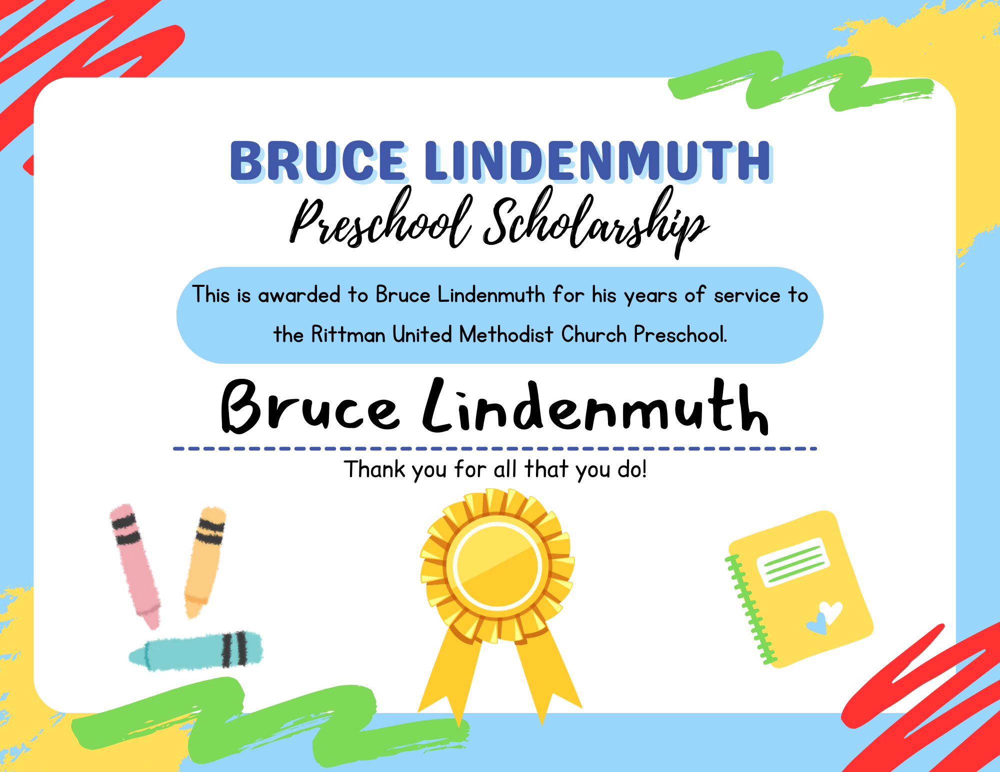 BRUCE LINDENMUTH
Preschool Scholarship
This is awarded to Bruce Lindenmuth for his years of service to
the Rittman United Methodist Church Preschool.
Bruce Lindenmuth
Thank you for all that you do!